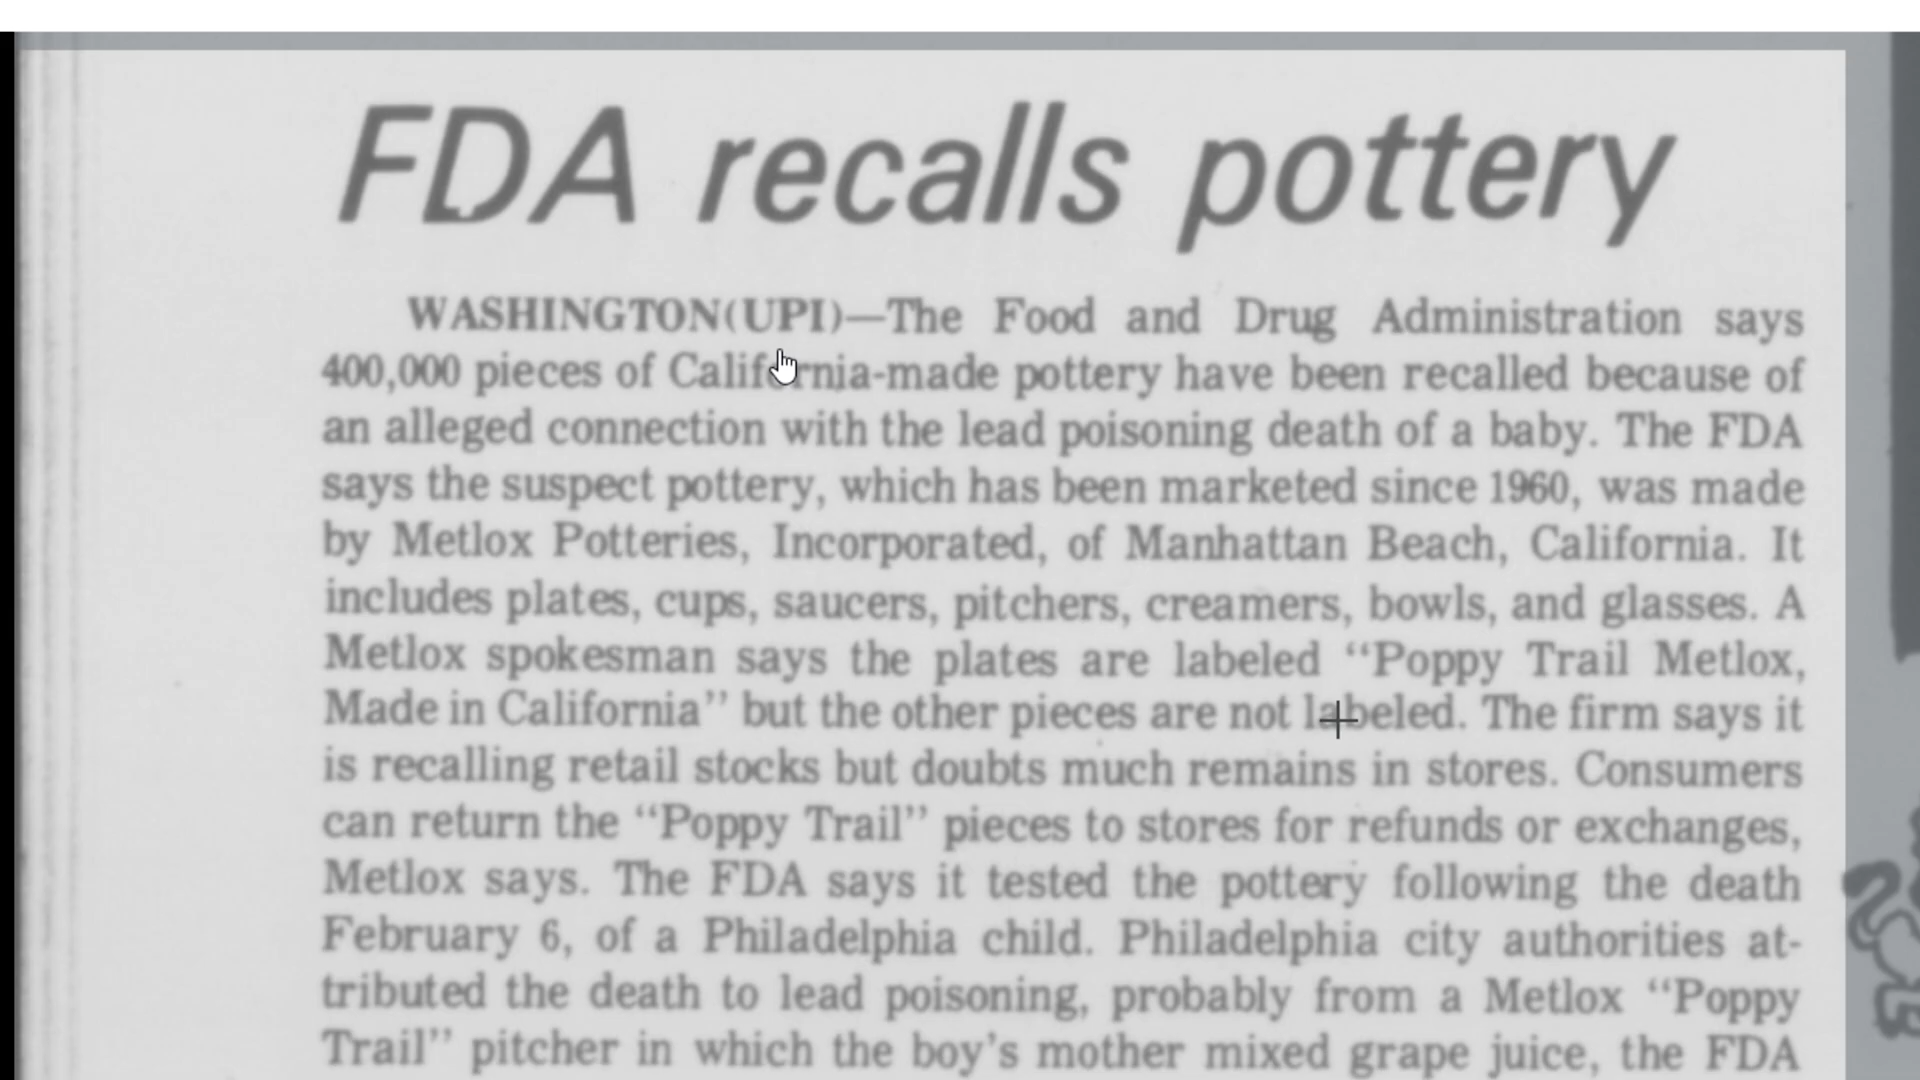 FDA recalls pottery
WASHINGTON(UPI)—The Food and Drug Administration says
400,000 pieces of California-made pottery have been recalled because of
an alleged connection with the lead poisoning death of a baby. The FDA
says the suspect pottery, which has been marketed since 1960, was made
by Metlox Potteries, Incorporated, of Manhattan Beach, California. It
includes plates, cups, saucers, pitchers, creamers, bowls, and glasses. A
Metlox spokesman says the plates are labeled “Poppy Trail Metlox,
Made in California” but the other pieces are not labeled. The firm says it
is recalling retail stocks but doubts much remains in stores. Consumers
can return the “Poppy Trail” pieces to stores for refunds or exchanges,
Metlox says. The FDA says it tested the pottery following the death
February 6, of a Philadelphia child. Philadelphia city authorities at-
tributed the death to lead poisoning, probably from a Metlox “Poppy
Trail” pitcher in which the boy’s mother mixed grape juice, the FDA